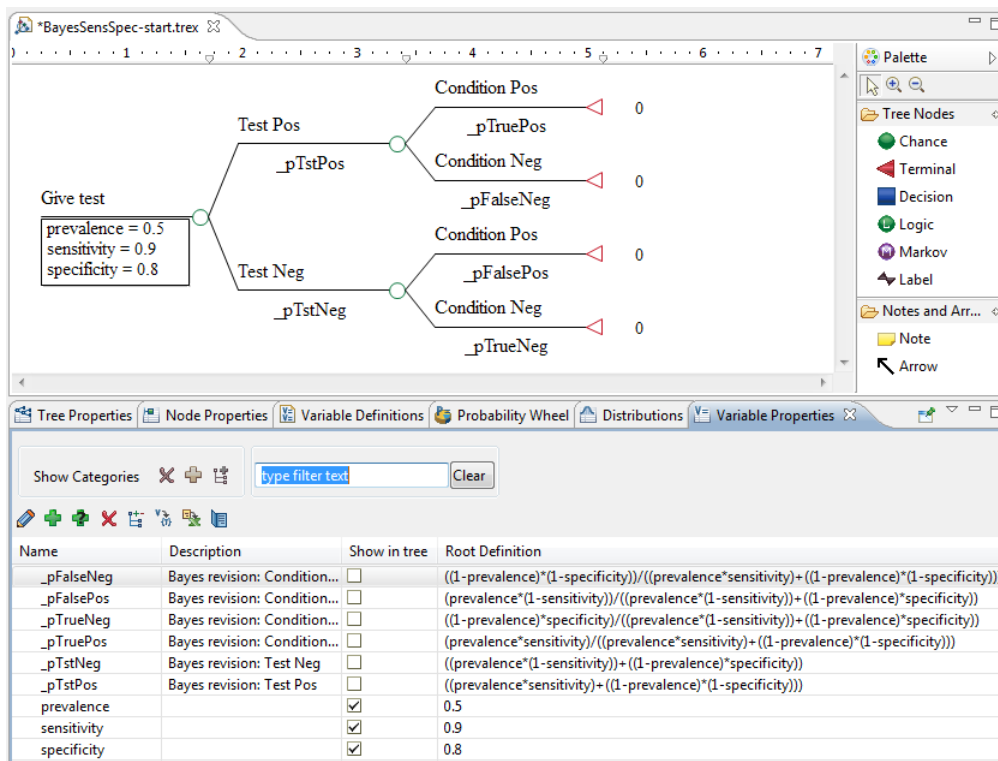 *BayesSensSpec-start.trex
) 1 2 3 4 5 6 7
Palette
Condition Pos
0
_pTruePos
Test Pos
_pTstPos
Condition Neg
0
_pFalseNeg
Give test
prevalence = 0.5
sensitivity = 0.9
specificity = 0.8
Condition Pos
0
_pFalsePos
Test Neg
_pTstNeg
Condition Neg
0
_pTrueNeg
Tree Nodes
Chance
Terminal
Decision
L Logic
M Markov
Label
Notes and Arr...
Note
Arrow
Tree Properties Node Properties Variable Definitions Probability Wheel Distributions Variable Properties
Show Categories type filter text Clear
Name Description Show in tree Root Definition
_pFalseNeg Bayes revision: Condition... ((1-prevalence)*(1-specificity))/((prevalence*sensitivity)+((1-prevalence)*(1-specificity)))
_pFalsePos Bayes revision: Condition... (prevalence*(1-sensitivity))/((prevalence*(1-sensitivity))+((1-prevalence)*specificity))
_pTrueNeg Bayes revision: Condition... ((1-prevalence)*specificity)/((prevalence*(1-sensitivity))+((1-prevalence)*specificity))
_pTruePos Bayes revision: Condition... (prevalence*sensitivity)/((prevalence*sensitivity)+((1-prevalence)*(1-specificity)))
_pTstNeg Bayes revision: Test Neg ((prevalence*(1-sensitivity))+((1-prevalence)*specificity))
_pTstPos Bayes revision: Test Pos ((prevalence*sensitivity)+((1-prevalence)*(1-specificity)))
prevalence 0.5
sensitivity 0.9
specificity 0.8